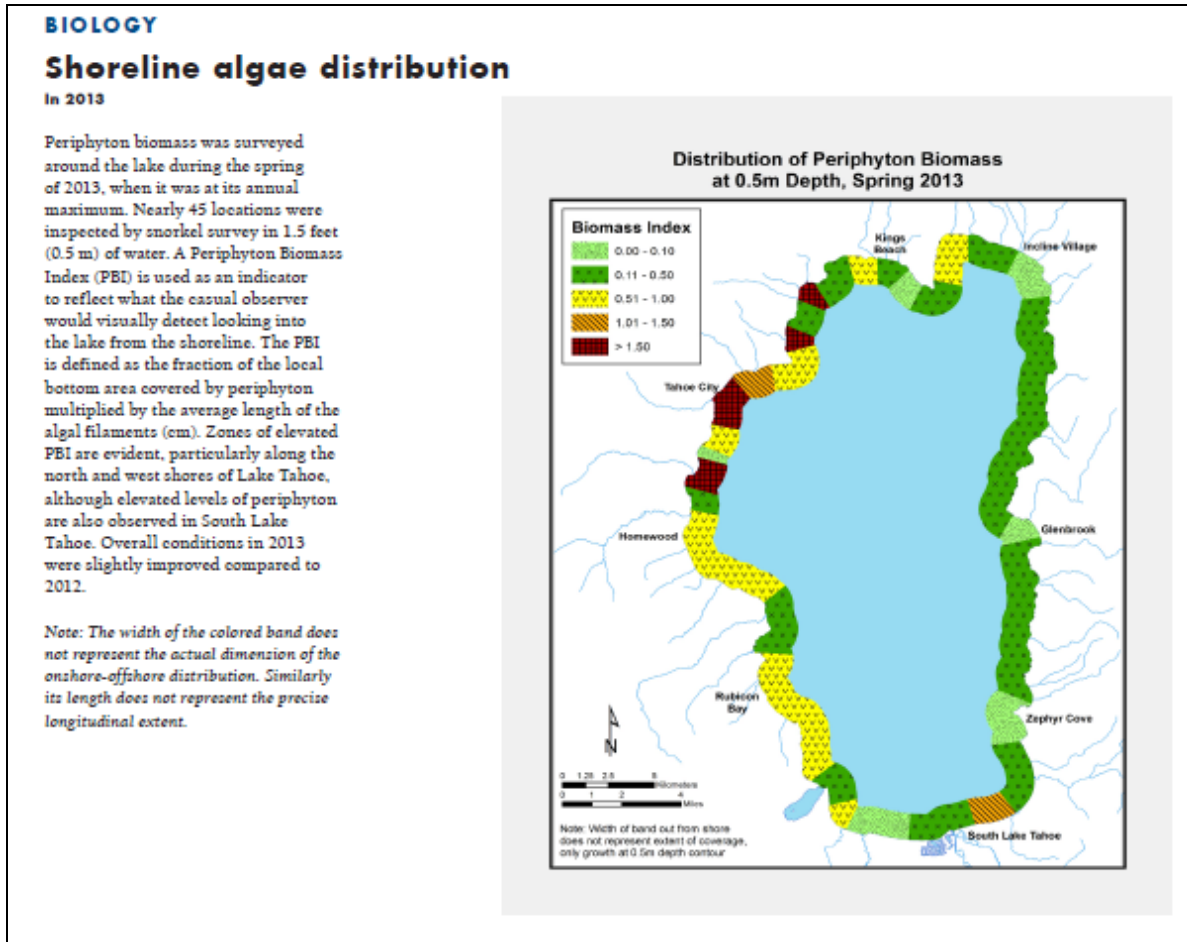 BIOLOGY
Shoreline algae distribution
In 2013
Periphyton biomass was surveyed
around the lake during the spring
of 2013, when it was at its annual
maximum. Nearly 45 locations were
inspected by snorkel survey in 1.5 feet
(0.5 m) of water. A Periphyton Biomass
Index (PBI) is used as an indicator
to reflect what the casual observer
would visually detect looking into
the lake from the shoreline. The PBI
is defined as the fraction of the local
bottom area covered by periphyton
multiplied by the average length of the
algal filaments (cm). Zones of elevated
PBI are evident, particularly along the
north and west shores of Lake Tahoe,
although elevated levels of periphyton
are also observed in South Lake
Tahoe. Overall conditions in 2013
were slightly improved compared to
2012.
Note: The width of the colored band does
not represent the actual dimension of the
onshore-offshore distribution. Similarly
its length does not represent the precise
longitudinal extent.
Distribution of Periphyton Biomass
at 0.5m Depth, Spring 2013
Biomass Index
0.00 - 0.10
0.11 - 0.50
0.51 - 1.00
1.01 - 1.50
> 1.50
Kings
Beach
Incline Village
Tahoe City
Glenbrook
Homewood
Rubicon
Bay
Zephyr Cove
N
0 1.25 2.5 5
Kilometers
0 1 2 4
Miles
South Lake Tahoe
Note: Width of band out from shore
does not represent extent of coverage,
only growth at 0.5m depth contour